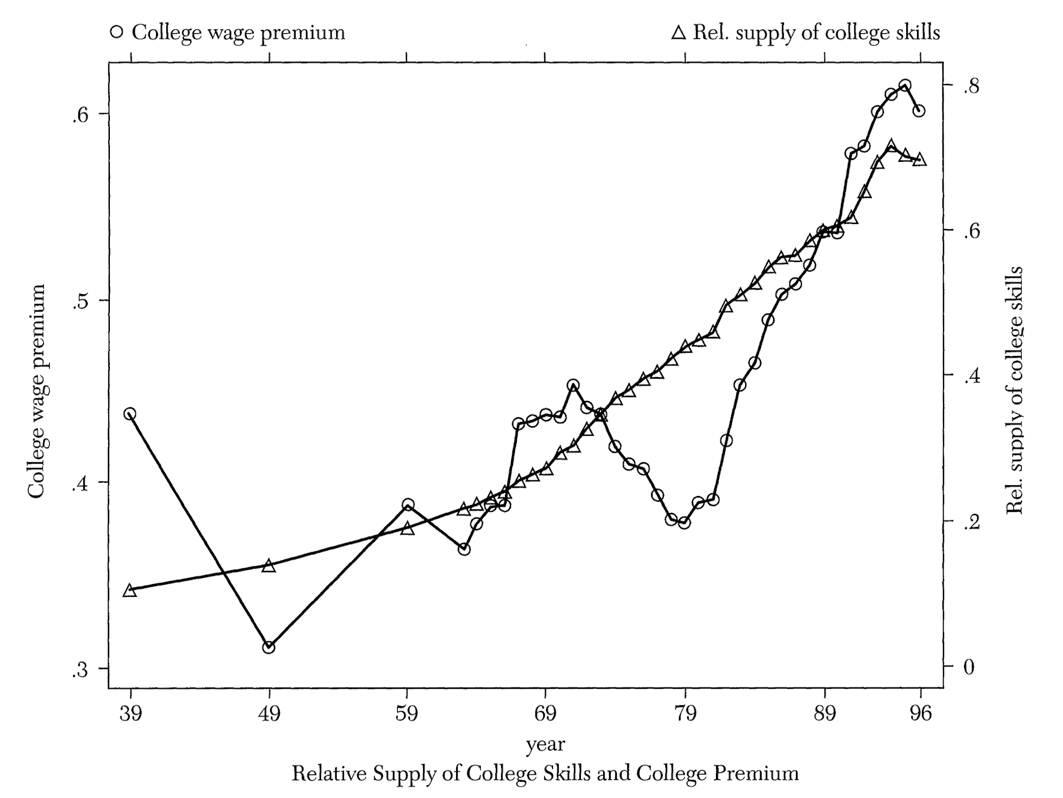 College wage premium
Rel. supply of college skills
.6
.5
.4
.3
College wage premium
.8
.6
.4
.2
0
Rel. supply of college skills
39 49 59 69 79 89 96
year
Relative Supply of College Skills and College Premium